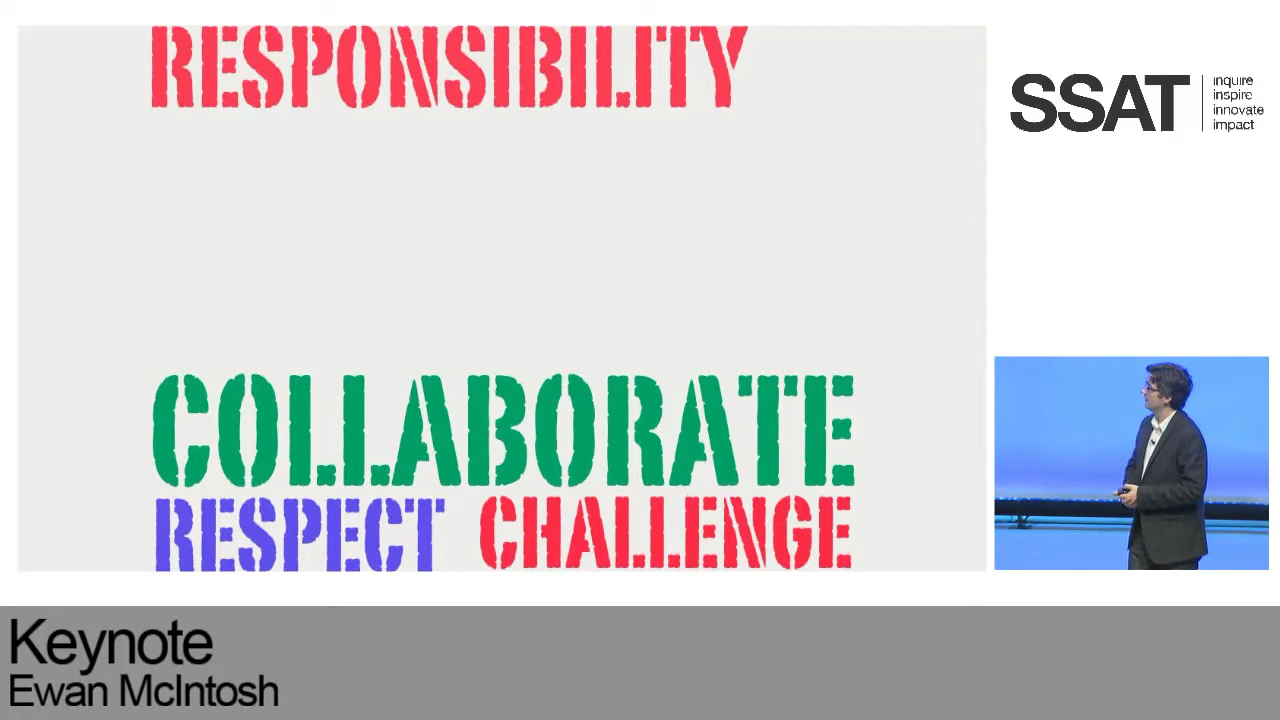 RESPONSIBILITY
COLLABORATE
RESPECT CHALLENGE
SSAT
inquire
inspire
innovate
impact
Keynote
Ewan McIntosh